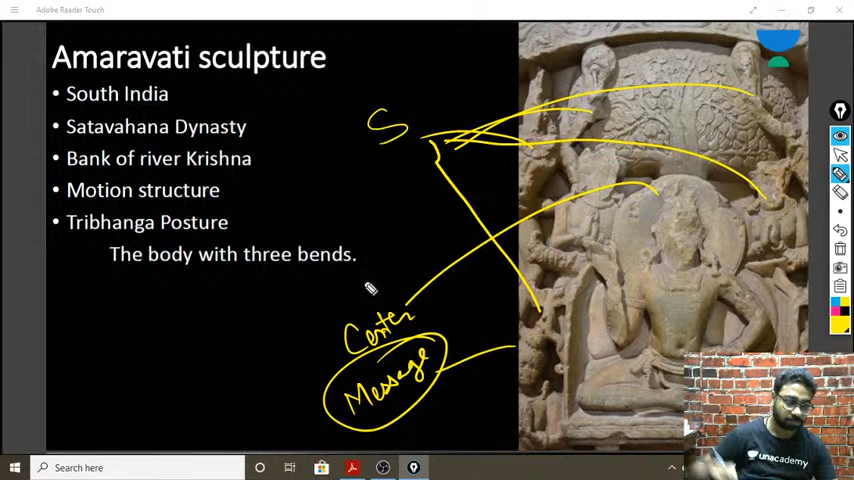 Adobe Reader Touch
Amaravati sculpture
• South India
• Satavahana Dynasty
• Bank of river Krishna
• Motion structure
• Tribhanga Posture
The body with three bends.
S
Center
Message
unacademy
Search here